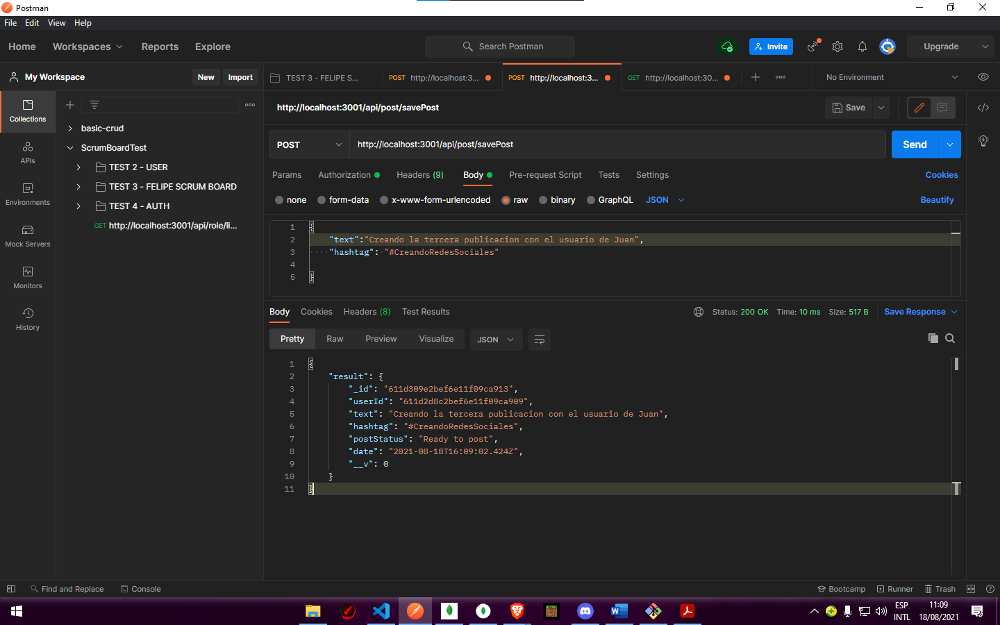 Postman
File Edit View Help
Home Workspaces Reports Explore Search Postman Invite Upgrade
My Workspace New Import
TEST 3 - FELIPE S... POST http://localhost:3... POST http://localhost:3... GET http://localhost:30... No Environment
Collections
APIs
Environments
Mock Servers
Monitors
History
basic-crud
ScrumBoardTest
TEST 2 - USER
TEST 3 - FELIPE SCRUM BOARD
TEST 4 - AUTH
GET http://localhost:3001/api/role/li...
http://localhost:3001/api/post/savePost Save
POST http://localhost:3001/api/post/savePost Send
Params Authorization Headers (9) Body Pre-request Script Tests Settings Cookies
none form-data x-www-form-urlencoded raw binary GraphQL JSON Beautify
1 {
2 "text":"Creando la tercera publicacion con el usuario de Juan",
3 "hashtag": "#CreandoRedesSociales"
4
5 }
Body Cookies Headers (8) Test Results Status: 200 OK Time: 10 ms Size: 517 B Save Response
Pretty Raw Preview Visualize JSON
1 {
2 "result": {
3 "_id": "611d309e2bef6e11f09ca913",
4 "userId": "611d2d8c2bef6e11f09ca909",
5 "text": "Creando la tercera publicacion con el usuario de Juan",
6 "hashtag": "#CreandoRedesSociales",
7 "postStatus": "Ready to post",
8 "date": "2021-08-18T16:09:02.424Z",
9 "__v": 0
10 }
11 }
Find and Replace Console Bootcamp Runner Trash
ESP
INTL
11:09
18/08/2021